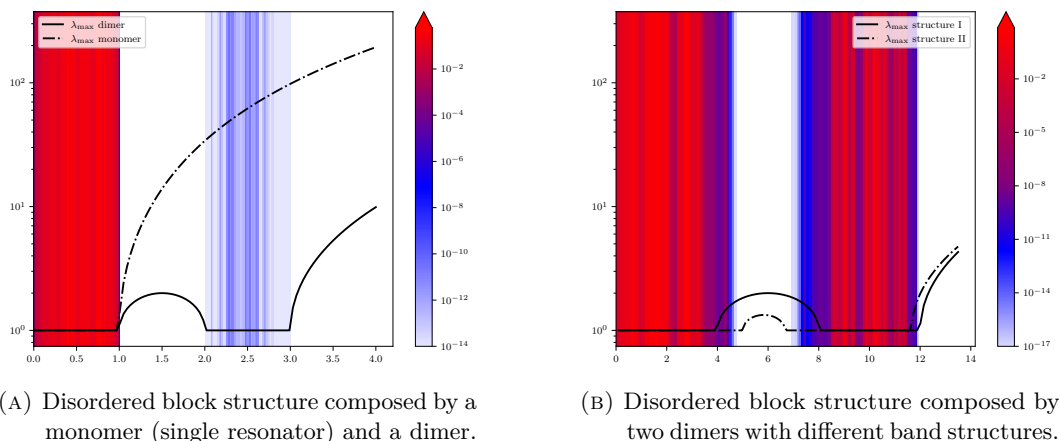 λmax dimer
λmax monomer
10²
10¹
10⁰
0.0 0.5 1.0 1.5 2.0 2.5 3.0 3.5 4.0
10⁻²
10⁻⁴
10⁻⁶
10⁻⁸
10⁻¹⁰
10⁻¹²
10⁻¹⁴
λmax structure I
λmax structure II
10²
10¹
10⁰
0 2 4 6 8 10 12 14
10⁻²
10⁻⁵
10⁻⁸
10⁻¹¹
10⁻¹⁴
10⁻¹⁷
(A) Disordered block structure composed by a
monomer (single resonator) and a dimer.
(B) Disordered block structure composed by
two dimers with different band structures.